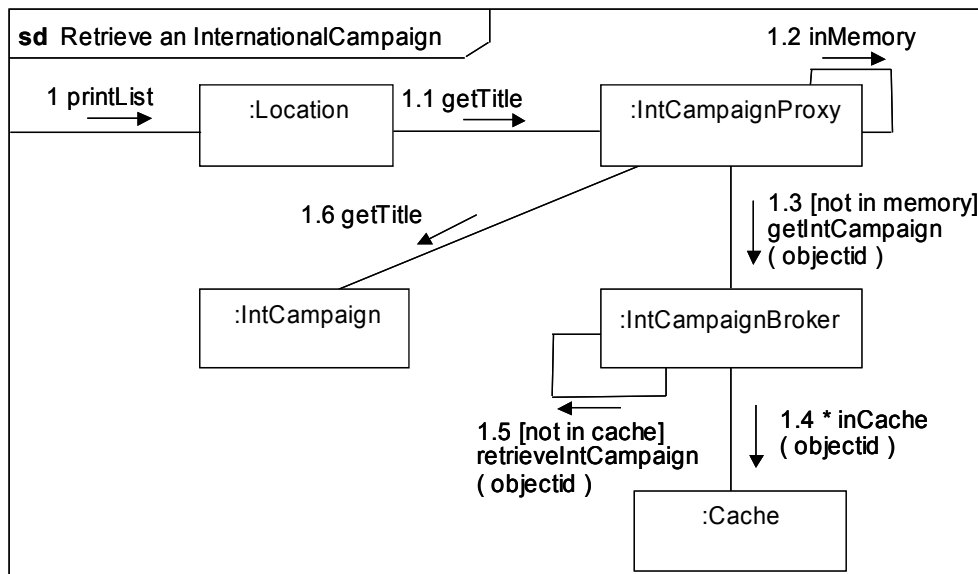 sd Retrieve an InternationalCampaign
1.2 inMemory
1 printList
:Location
1.1 getTitle
:IntCampaignProxy
1.6 getTitle
1.3 [not in memory]
getIntCampaign
( objectid )
:IntCampaign
:IntCampaignBroker
1.5 [not in cache]
retrieveIntCampaign
( objectid )
1.4 * inCache
( objectid )
:Cache